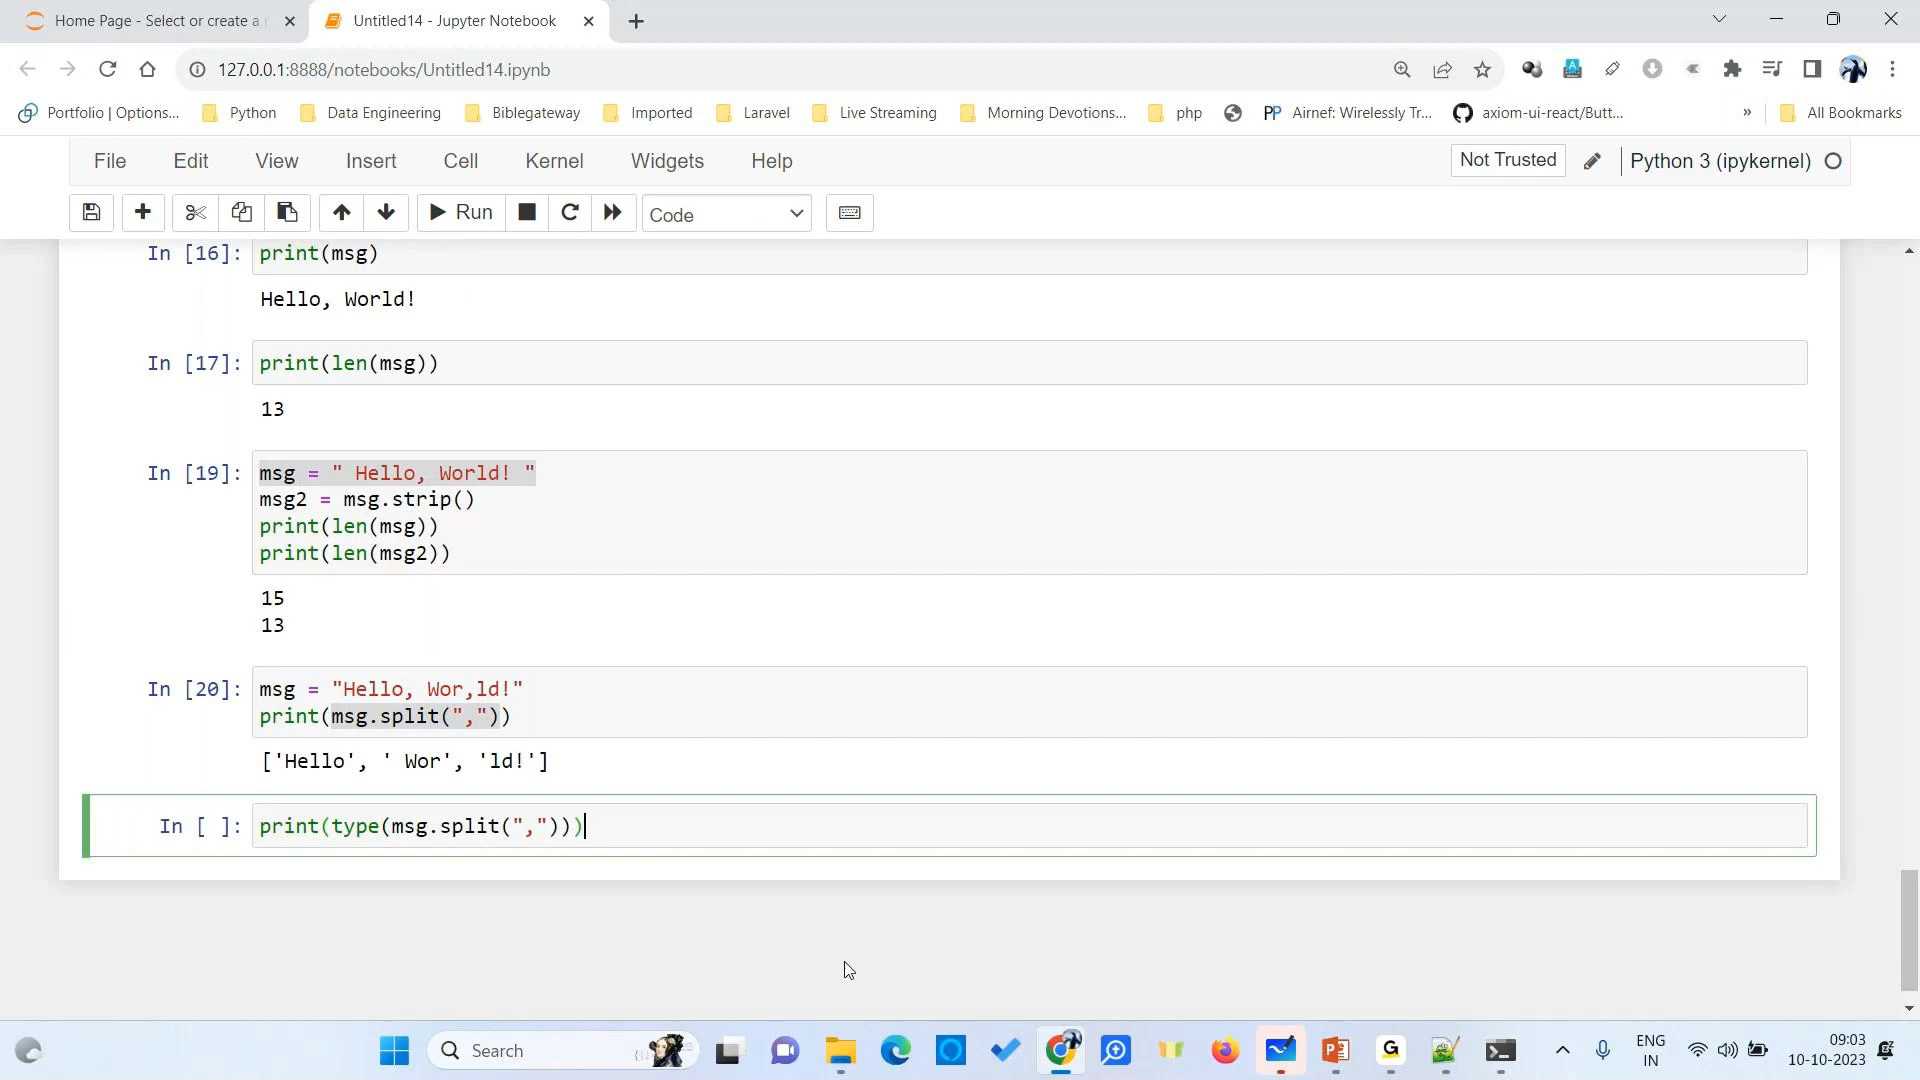 Home Page - Select or create a
Untitled14 - Jupyter Notebook
127.0.0.1:8888/notebooks/Untitled14.ipynb
Portfolio | Options...
Python
Data Engineering
Biblegateway
Imported
Laravel
Live Streaming
Morning Devotions...
php
PP
Airnef: Wirelessly Tr...
axiom-ui-react/Butt...
»
All Bookmarks
File
Edit
View
Insert
Cell
Kernel
Widgets
Help
Not Trusted
Python 3 (ipykernel)
Run
Code
In [16]:
print(msg)
Hello, World!
In [17]:
print(len(msg))
13
In [19]:
msg = " Hello, World! "
msg2 = msg.strip()
print(len(msg))
print(len(msg2))
15
13
In [20]:
msg = "Hello, Wor,ld!"
print(msg.split(","))
['Hello', ' Wor', 'ld!']
In [ ]:
print(type(msg.split(",")))
Search
ENG
IN
09:03
10-10-2023